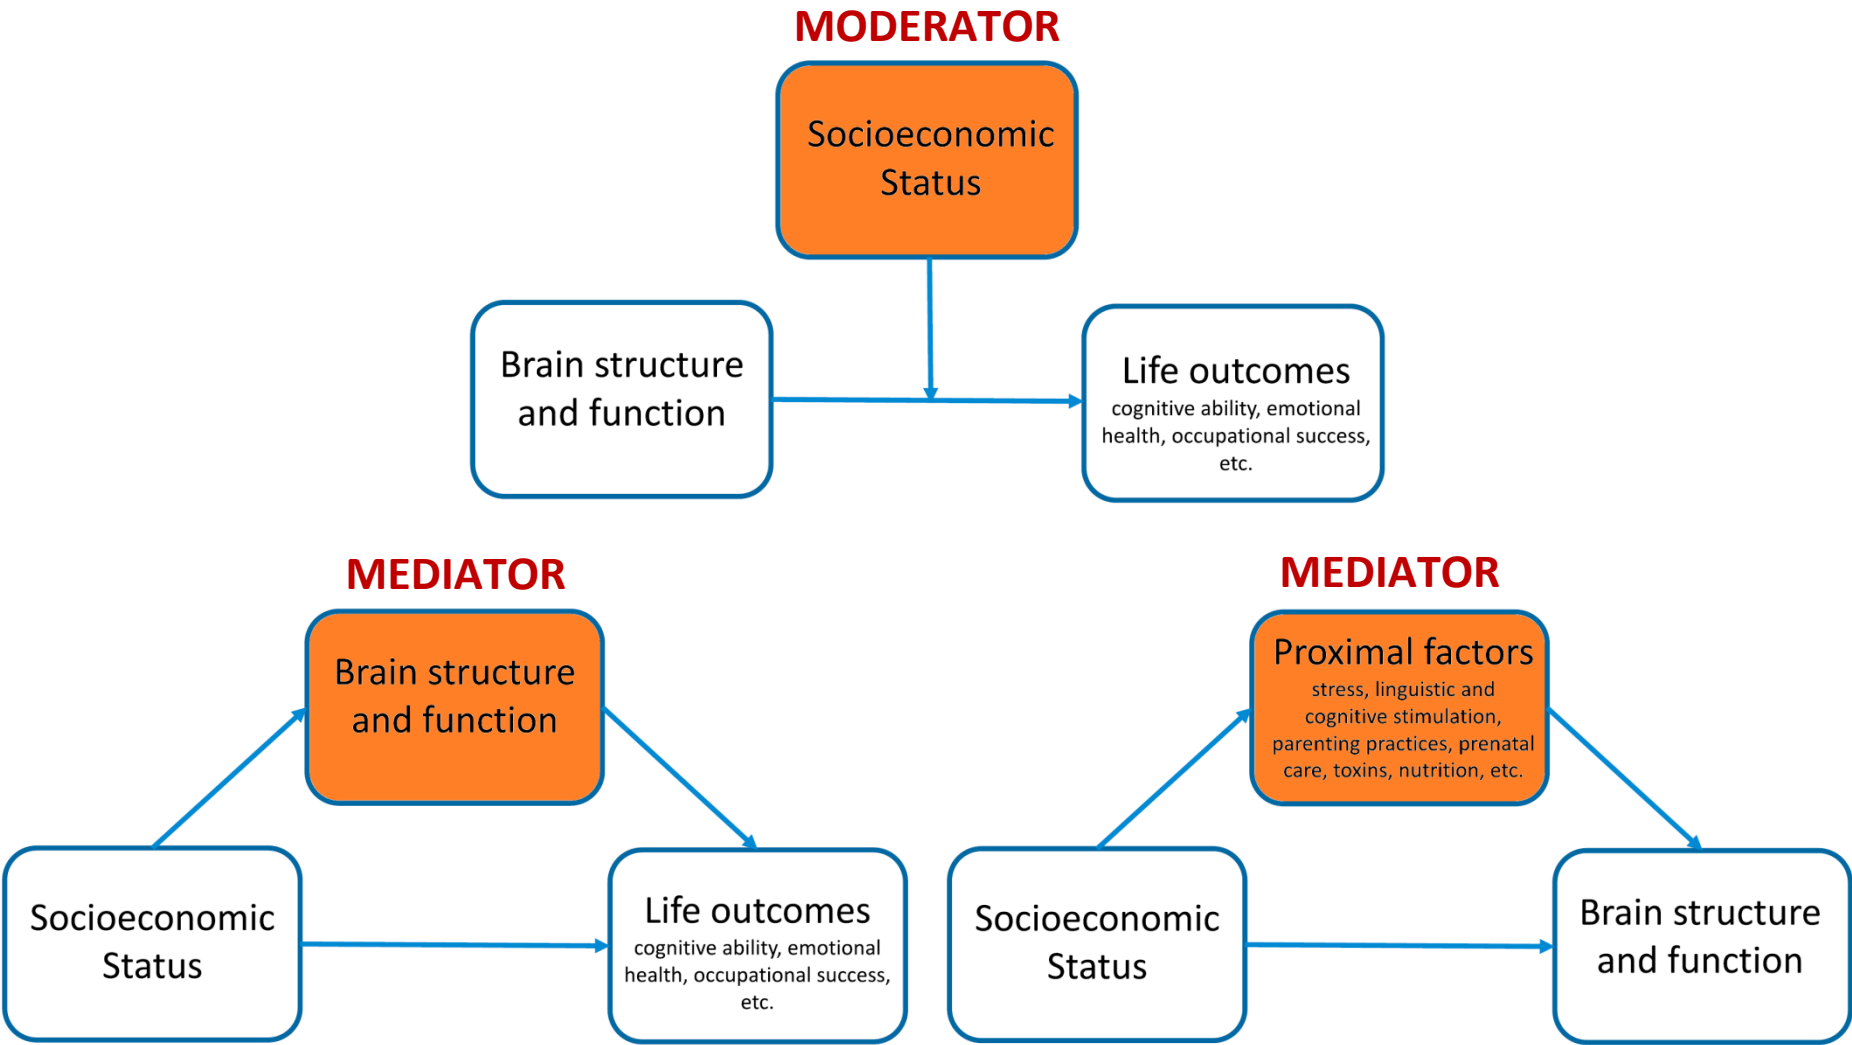 MODERATOR
Socioeconomic
Status
Brain structure
and function
Life outcomes
cognitive ability, emotional
health, occupational success,
etc.
MEDIATOR
Brain structure
and function
Socioeconomic
Status
Life outcomes
cognitive ability, emotional
health, occupational success,
etc.
MEDIATOR
Proximal factors
stress, linguistic and
cognitive stimulation,
parenting practices, prenatal
care, toxins, nutrition, etc.
Socioeconomic
Status
Brain structure
and function